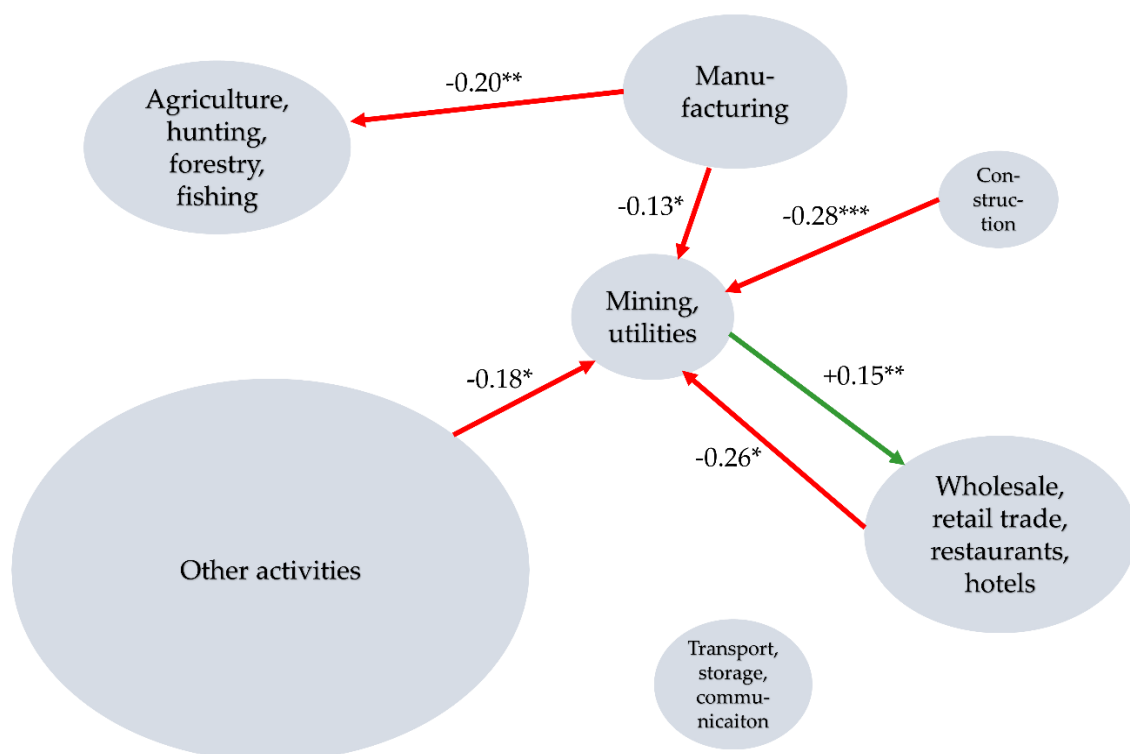 Manu-
facturing
-0.20**
Agriculture,
hunting,
forestry,
fishing
Con-
struc-
tion
-0.13*
-0.28***
Mining,
utilities
-0.18*
+0.15**
-0.26*
Wholesale,
retail trade,
restaurants,
hotels
Other activities
Transport,
storage,
commu-
nicaiton